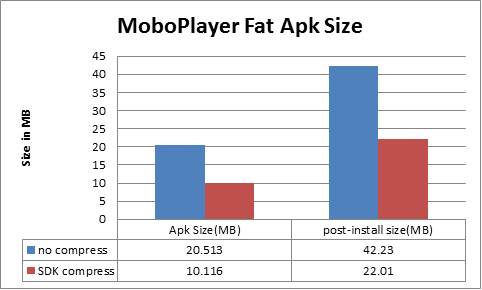 MoboPlayer Fat Apk Size
Size in MB
45
40
35
30
25
20
15
10
5
0
Apk Size(MB) post-install size(MB)
no compress 20.513 42.23
SDK compress 10.116 22.01